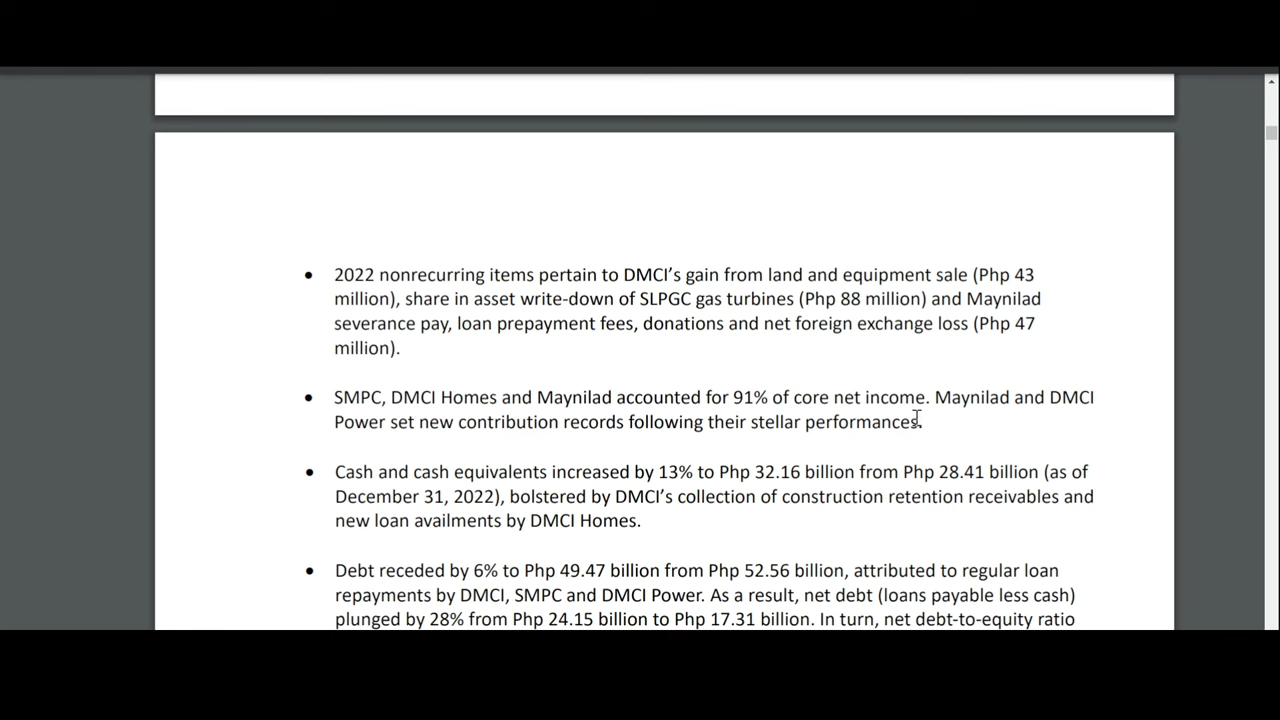 • 2022 nonrecurring items pertain to DMCI’s gain from land and equipment sale (Php 43
million), share in asset write-down of SLPGC gas turbines (Php 88 million) and Maynilad
severance pay, loan prepayment fees, donations and net foreign exchange loss (Php 47
million).
• SMPC, DMCI Homes and Maynilad accounted for 91% of core net income. Maynilad and DMCI
Power set new contribution records following their stellar performances.
• Cash and cash equivalents increased by 13% to Php 32.16 billion from Php 28.41 billion (as of
December 31, 2022), bolstered by DMCI’s collection of construction retention receivables and
new loan availments by DMCI Homes.
• Debt receded by 6% to Php 49.47 billion from Php 52.56 billion, attributed to regular loan
repayments by DMCI, SMPC and DMCI Power. As a result, net debt (loans payable less cash)
plunged by 28% from Php 24.15 billion to Php 17.31 billion. In turn, net debt-to-equity ratio